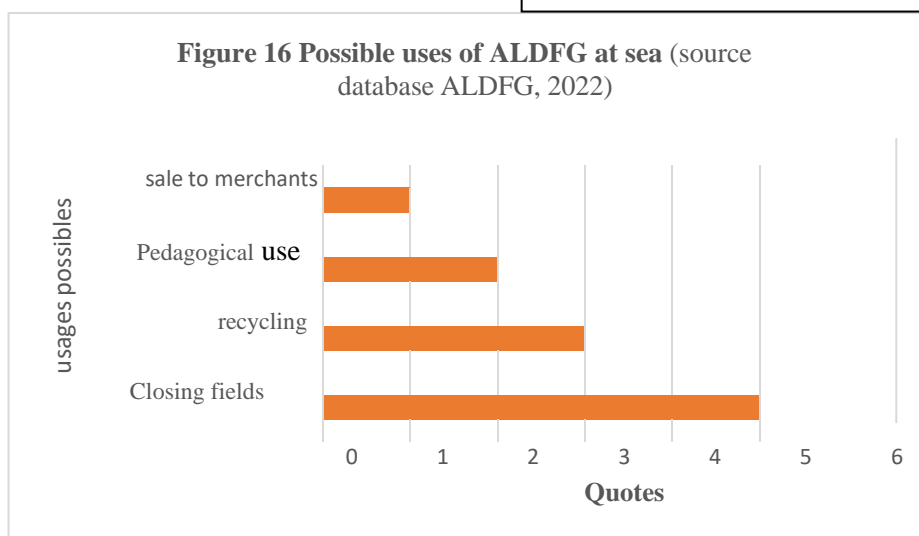 Figure 16 Possible uses of ALDFG at sea (source
database ALDFG, 2022)
usages possibles
sale to merchants
Pedagogical use
recycling
Closing fields
0 1 2 3 4 5 6
Quotes